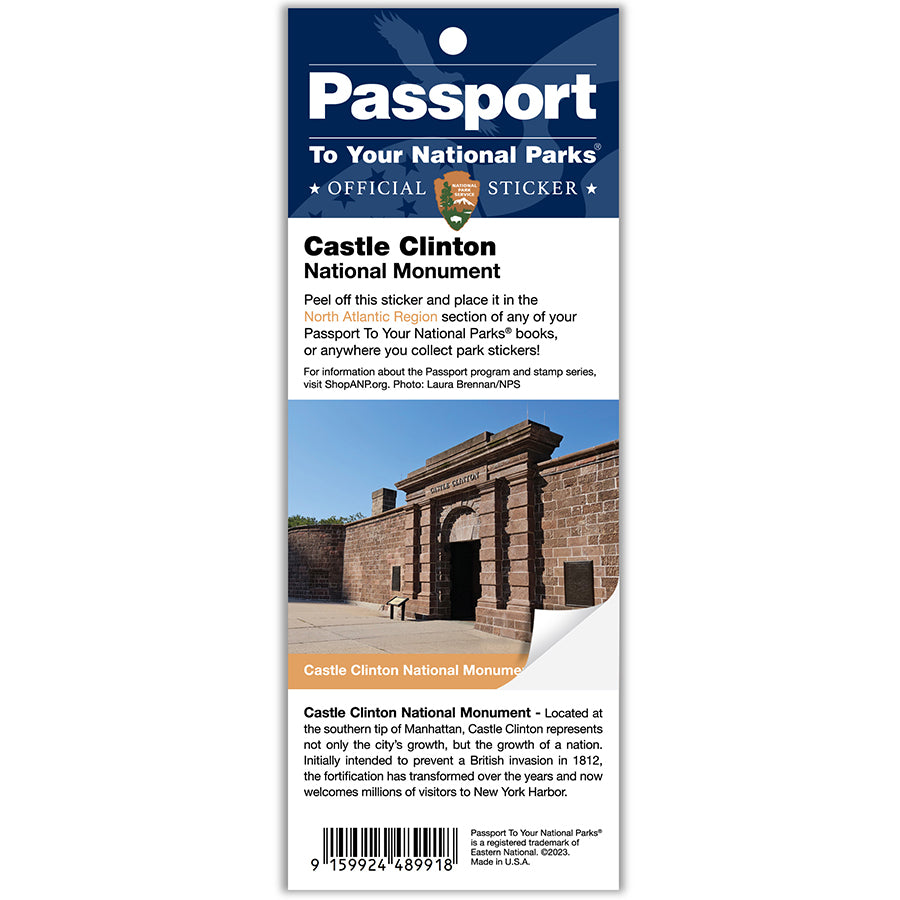 Passport
To Your National Parks®
★ OFFICIAL NATIONAL PARK SERVICE STICKER ★
Castle Clinton
National Monument
Peel off this sticker and place it in the
North Atlantic Region section of any of your
Passport To Your National Parks® books,
or anywhere you collect park stickers!
For information about the Passport program and stamp series,
visit ShopANP.org. Photo: Laura Brennan/NPS
CASTLE CLINTON
Castle Clinton National Monume
Castle Clinton National Monument - Located at
the southern tip of Manhattan, Castle Clinton represents
not only the city's growth, but the growth of a nation.
Initially intended to prevent a British invasion in 1812,
the fortification has transformed over the years and now
welcomes millions of visitors to New York Harbor.
9 159924 489918
Passport To Your National Parks®
is a registered trademark of
Eastern National. ©2023.
Made in U.S.A.